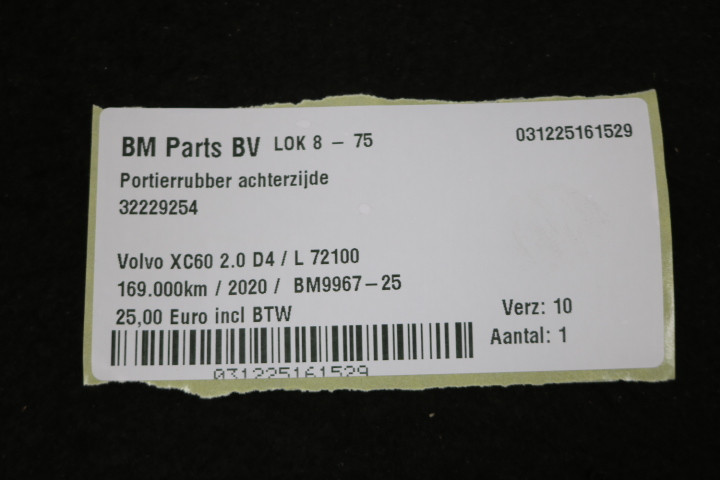 BM Parts BV LOK 8 - 75 031225161529
Portierrubber achterzijde
32229254
Volvo XC60 2.0 D4 / L 72100
169.000km / 2020 / BM9967-25
25,00 Euro incl BTW
Verz: 10
Aantal: 1
031225161529